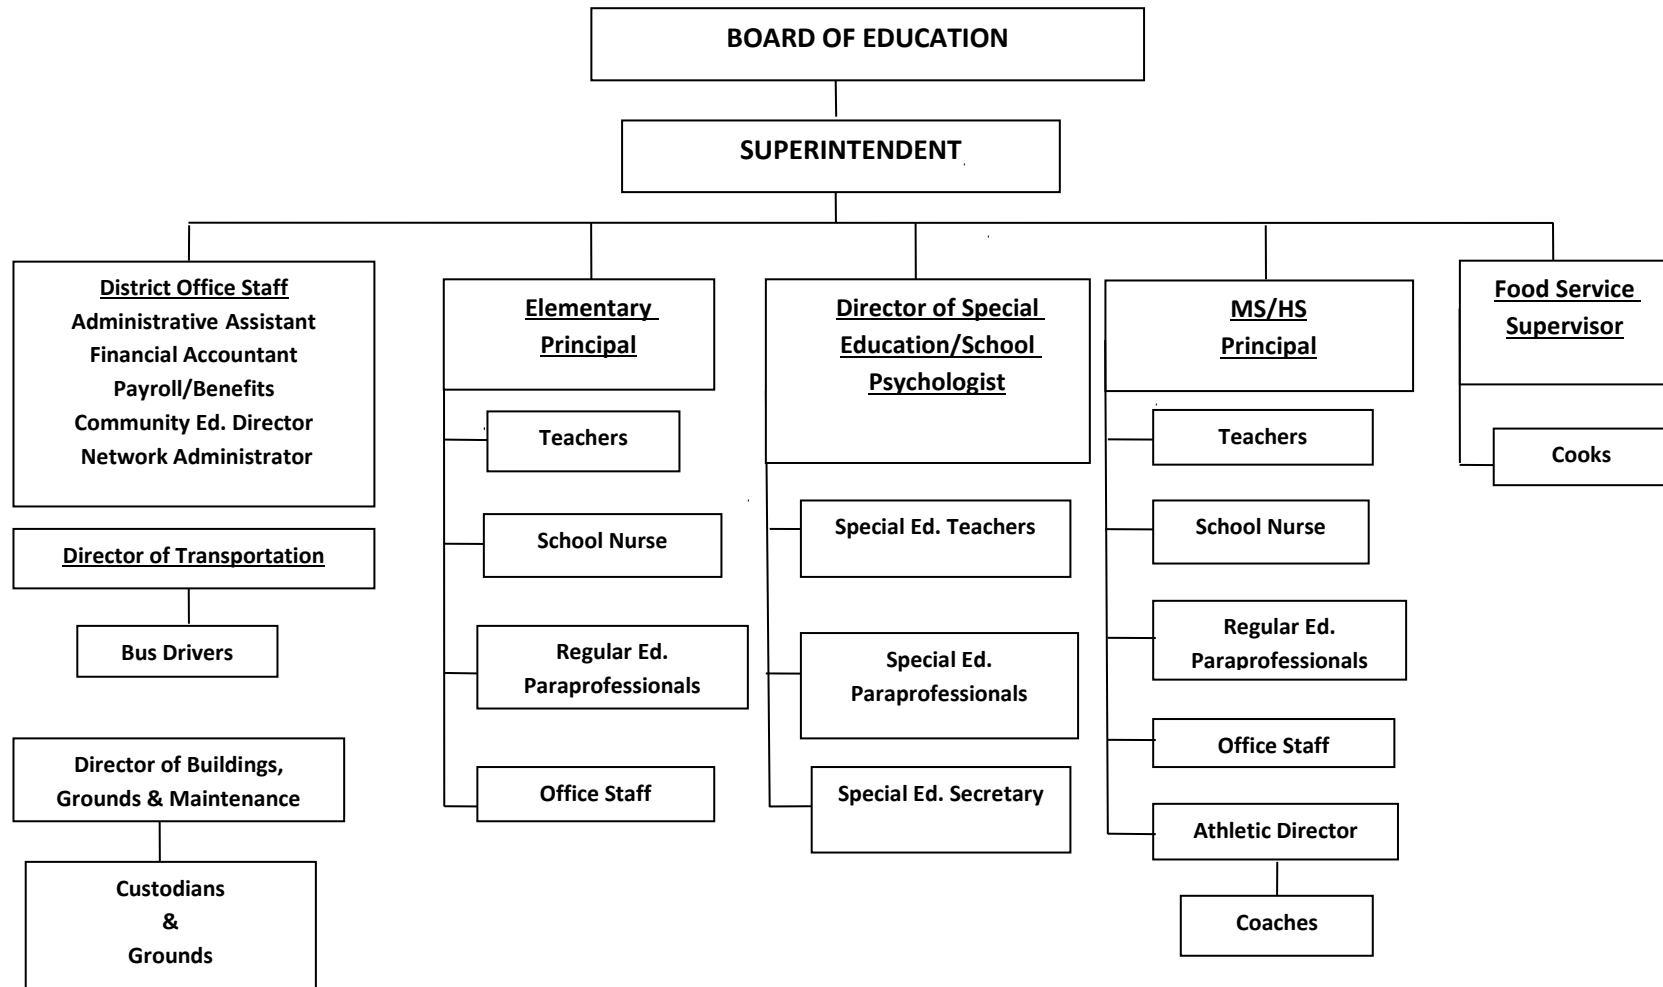 BOARD OF EDUCATION
SUPERINTENDENT
District Office Staff
Administrative Assistant
Financial Accountant
Payroll/Benefits
Community Ed. Director
Network Administrator
Director of Transportation
Bus Drivers
Director of Buildings,
Grounds & Maintenance
Custodians
&
Grounds
Elementary
Principal
Teachers
School Nurse
Regular Ed.
Paraprofessionals
Office Staff
Director of Special
Education/School
Psychologist
Special Ed. Teachers
Special Ed.
Paraprofessionals
Special Ed. Secretary
MS/HS
Principal
Teachers
School Nurse
Regular Ed.
Paraprofessionals
Office Staff
Athletic Director
Coaches
Food Service
Supervisor
Cooks